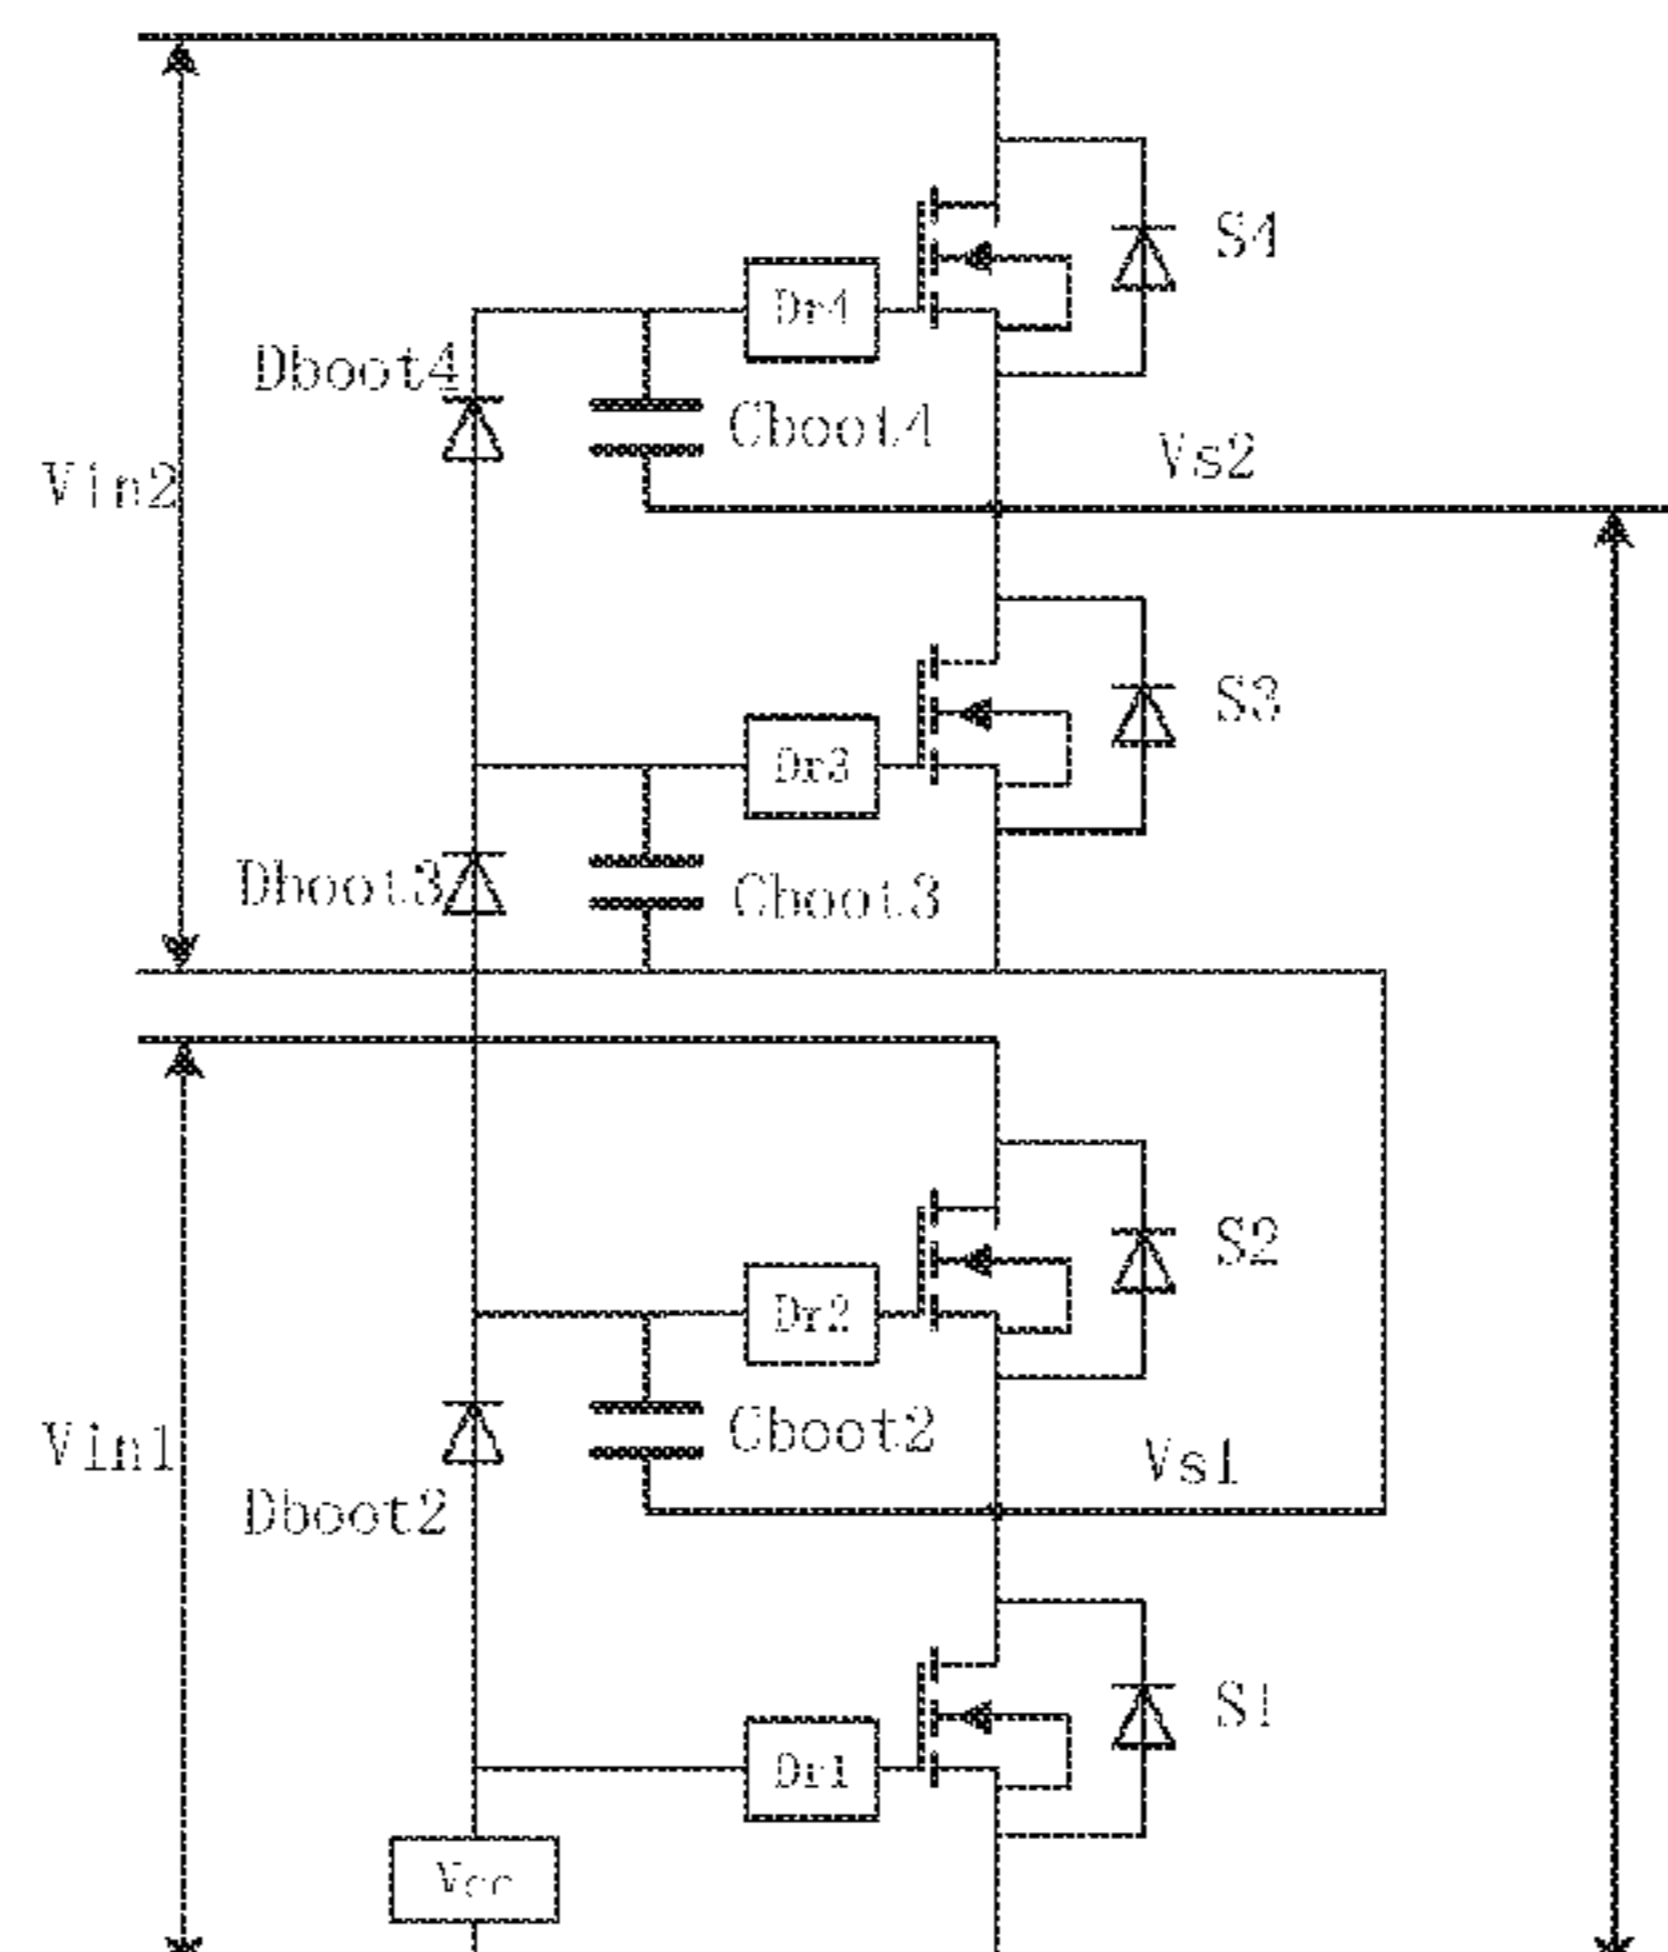 S4
Dr4
Dboot4
Cboot4
Vs2
Vin2
S3
Dr3
Dboot3
Cboot3
S2
Dr2
Cboot2
Vs1
Vin1
Dboot2
S1
Dr1
Vcc